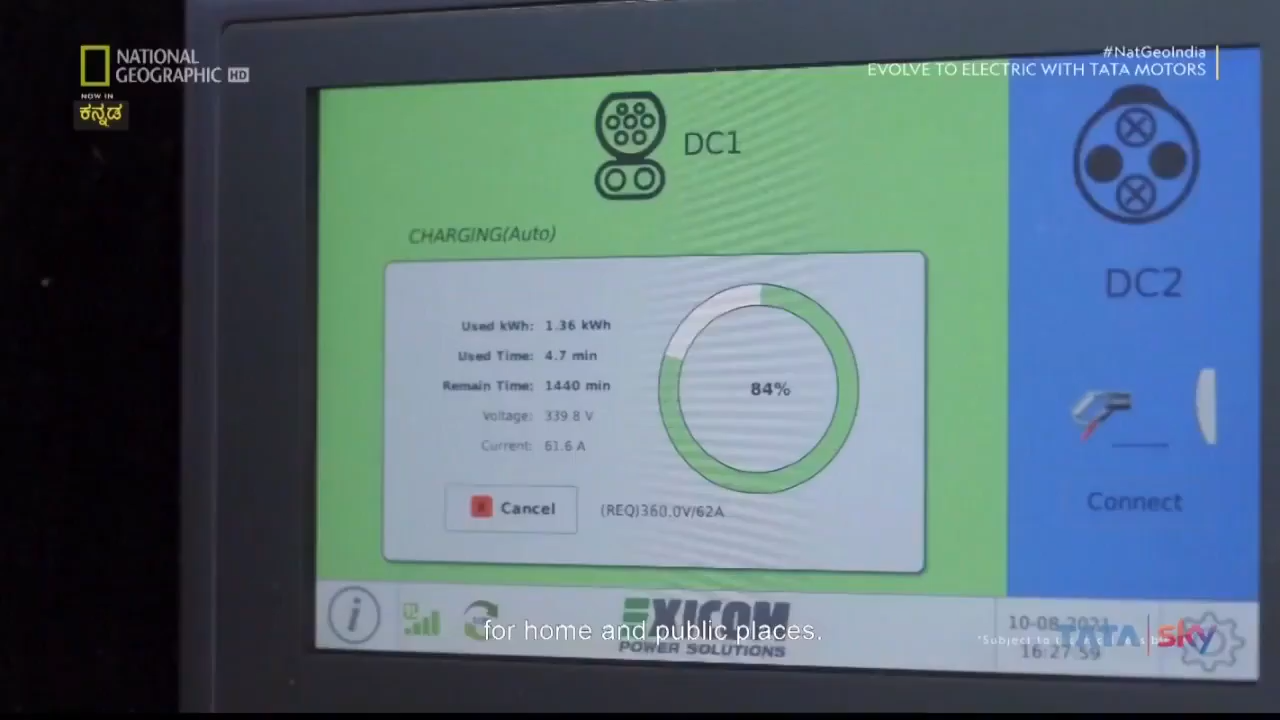 NATIONAL
GEOGRAPHIC HD
NOW IN
ಕನ್ನಡ
#NatGeoIndia
EVOLVE TO ELECTRIC WITH TATA MOTORS
DC1
CHARGING(Auto)
Used kWh: 1.36 kWh
Used Time: 4.7 min
Remain Time: 1440 min
Voltage: 339.8 V
Current: 61.6 A
84%
Cancel
(REQ)360.0V/62A
DC2
Connect
i
EXICOM
POWER SOLUTIONS
for home and public places.
10-08-2021
16:27:59
*Subject to
TATA sky